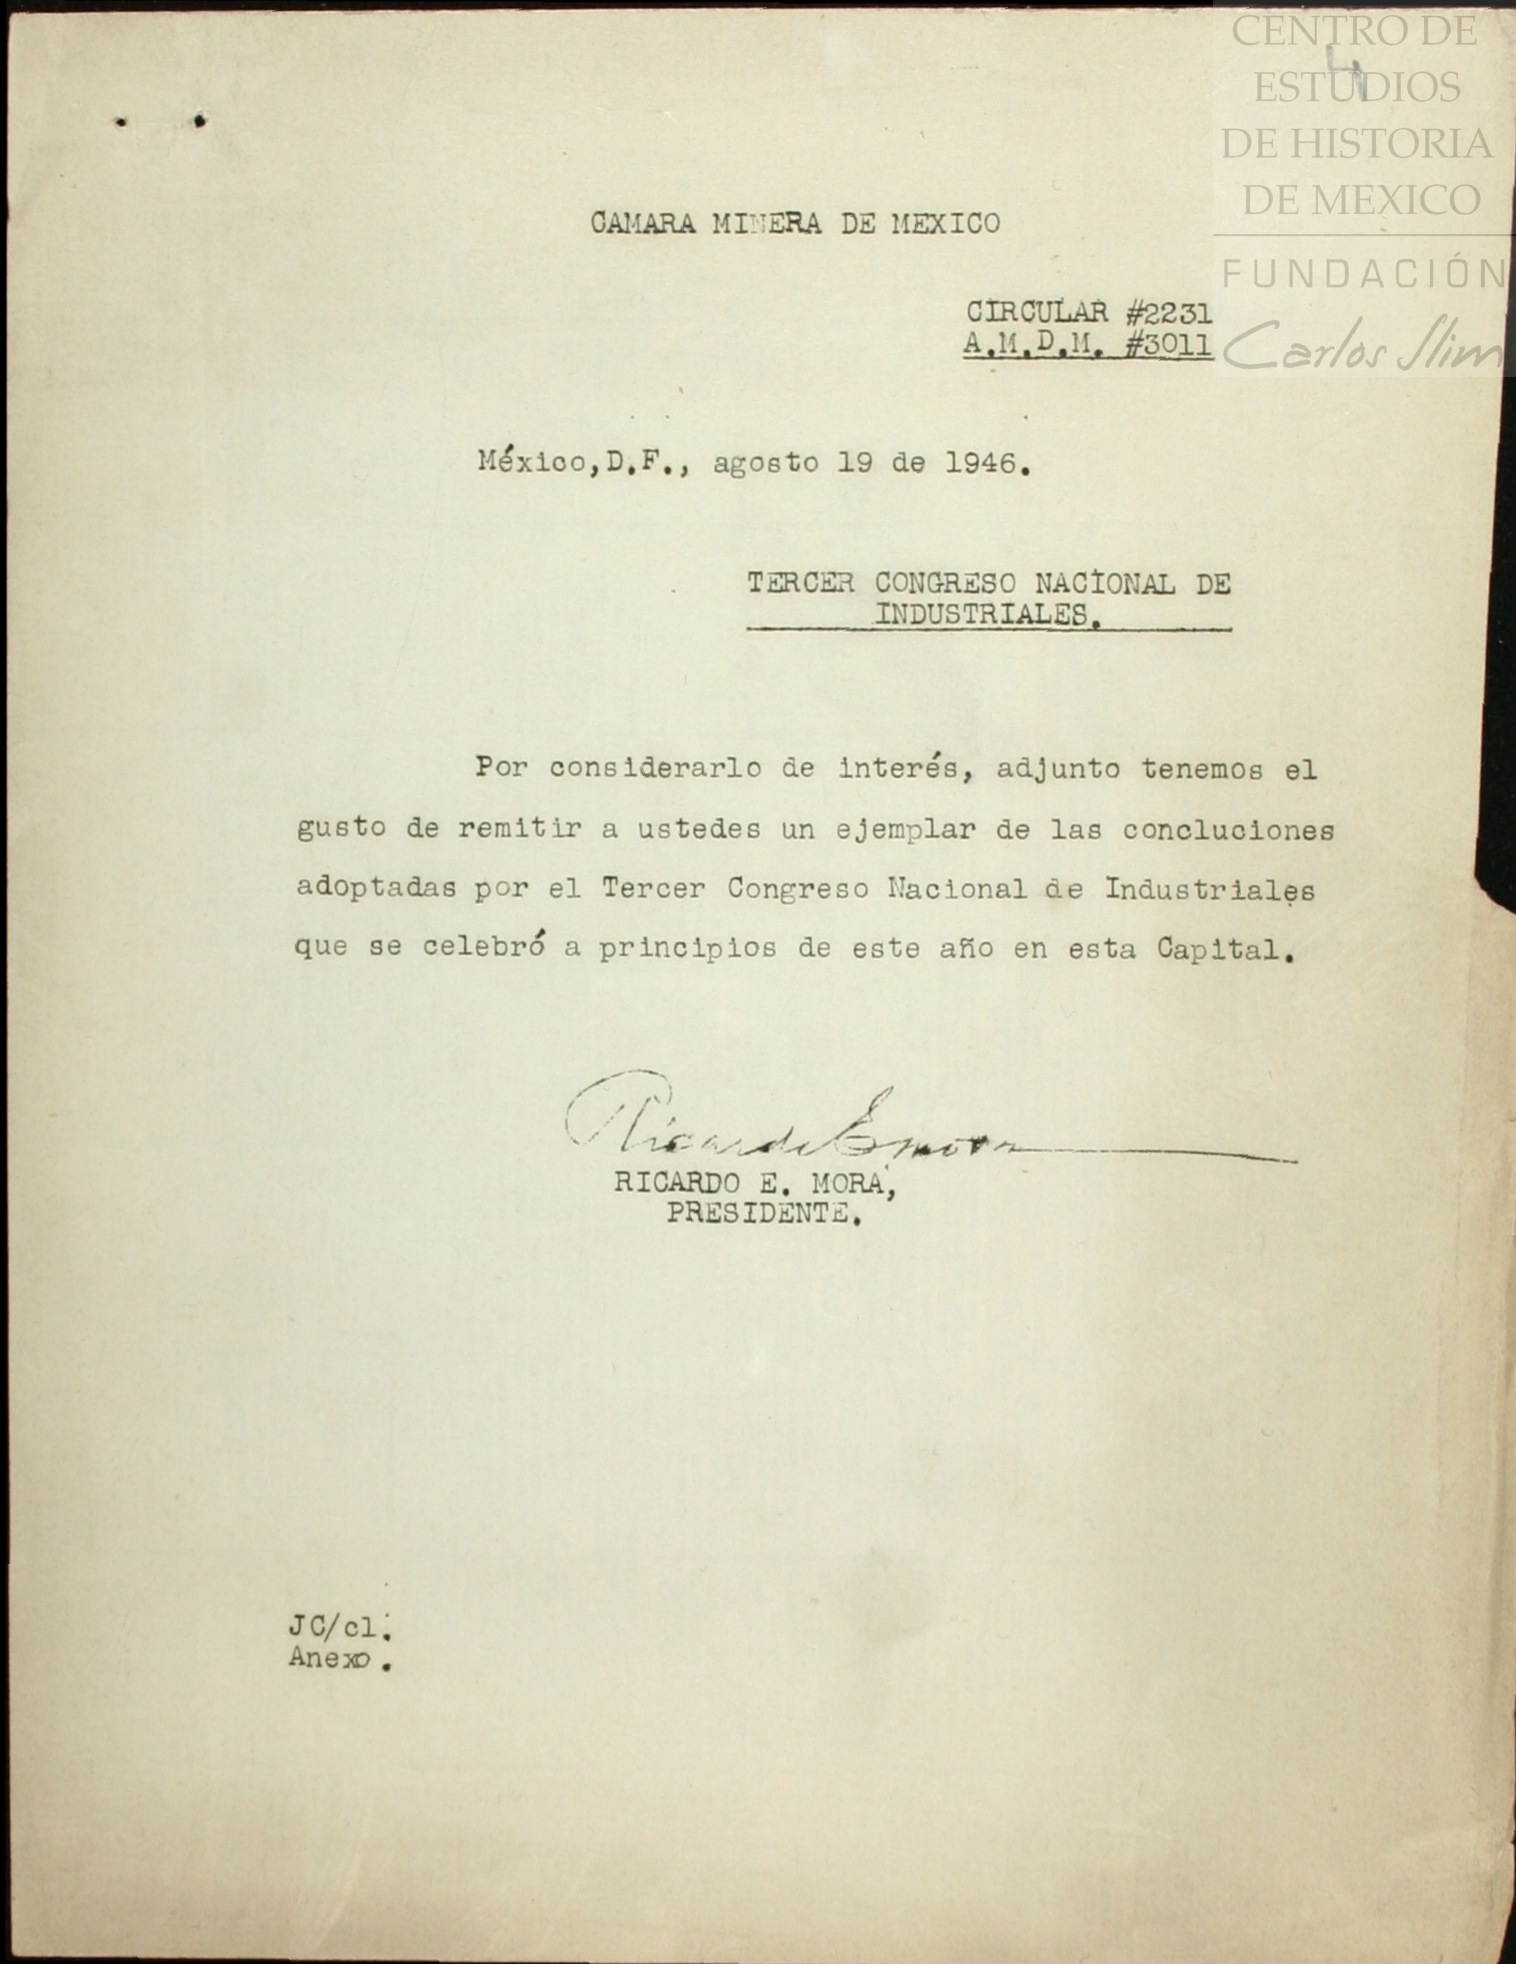 CENTRO DE
ESTUDIOS
DE HISTORIA
DE MEXICO
FUNDACIÓN
Carlos Slim
4
CAMARA MINERA DE MEXICO
CIRCULAR #2231
A.M.D.M. #3011
México,D.F., agosto 19 de 1946.
TERCER CONGRESO NACIONAL DE
INDUSTRIALES.
Por considerarlo de interés, adjunto tenemos el
gusto de remitir a ustedes un ejemplar de las concluciones
adoptadas por el Tercer Congreso Nacional de Industriales
que se celebró a principios de este año en esta Capital.
Ricardo E mora
RICARDO E. MORA,
PRESIDENTE.
JC/cl.
Anexo.